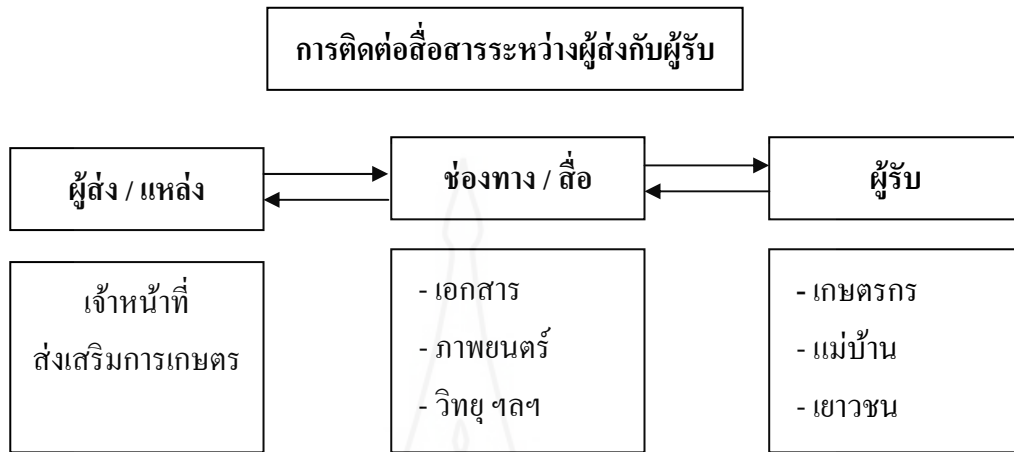 การติดต่อสื่อสารระหว่างผู้ส่งกับผู้รับ
ผู้ส่ง / แหล่ง
ช่องทาง / สื่อ
ผู้รับ
เจ้าหน้าที่
ส่งเสริมการเกษตร
- เอกสาร
- ภาพยนตร์
- วิทยุ ฯลฯ
- เกษตรกร
- แม่บ้าน
- เยาวชน